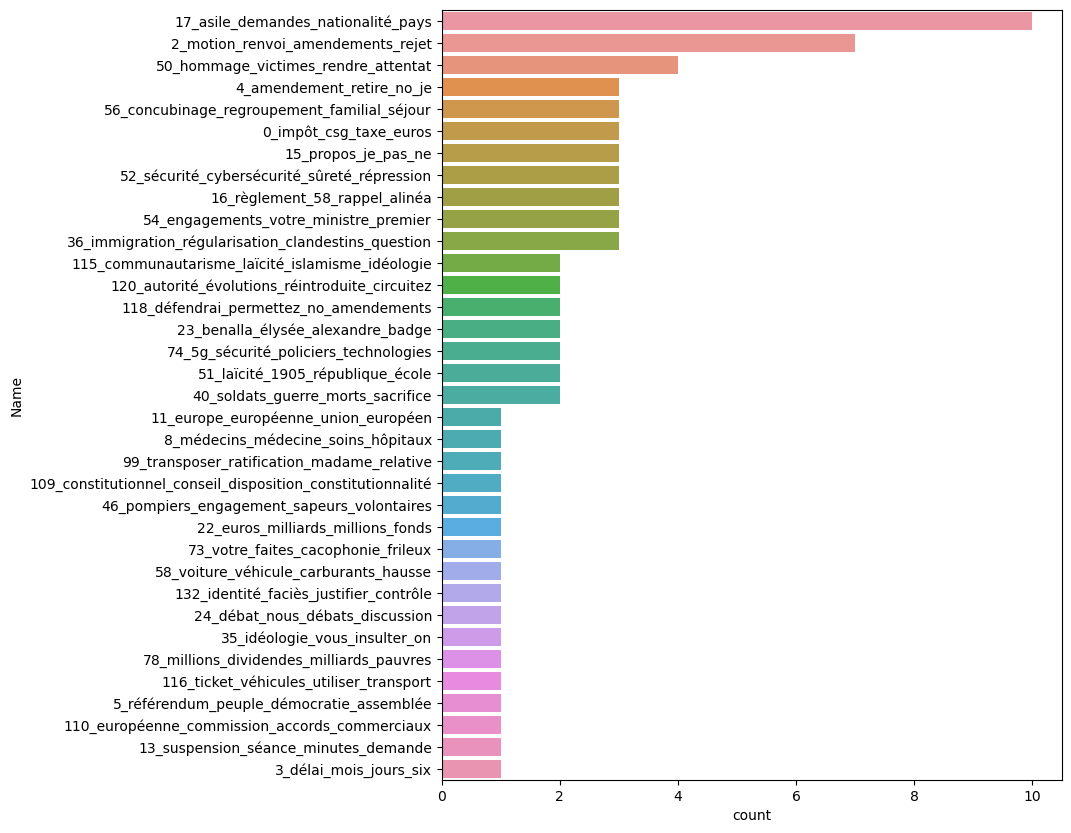 17_asile_demandes_nationalité_pays
2_motion_renvoi_amendements_rejet
50_hommage_victimes_rendre_attentat
4_amendement_retire_no_je
56_concubinage_regroupement_familial_séjour
0_impôt_csg_taxe_euros
15_propos_je_pas_ne
52_sécurité_cybersécurité_sûreté_répression
16_règlement_58_rappel_alinéa
54_engagements_votre_ministre_premier
36_immigration_régularisation_clandestins_question
115_communautarisme_laïcité_islamisme_idéologie
120_autorité_évolutions_réintroduite_circuitez
118_défendrai_permettez_no_amendements
23_benalla_élysée_alexandre_badge
74_5g_sécurité_policiers_technologies
51_laïcité_1905_république_école
40_soldats_guerre_morts_sacrifice
11_europe_européenne_union_européen
8_médecins_médecine_soins_hôpitaux
99_transposer_ratification_madame_relative
109_constitutionnel_conseil_disposition_constitutionnalité
46_pompiers_engagement_sapeurs_volontaires
22_euros_milliards_millions_fonds
73_votre_faites_cacophonie_frileux
58_voiture_véhicule_carburants_hausse
132_identité_faciès_justifier_contrôle
24_débat_nous_débats_discussion
35_idéologie_vous_insulter_on
78_millions_dividendes_milliards_pauvres
116_ticket_véhicules_utiliser_transport
5_référendum_peuple_démocratie_assemblée
110_européenne_commission_accords_commerciaux
13_suspension_séance_minutes_demande
3_délai_mois_jours_six
Name
0 2 4 6 8 10
count